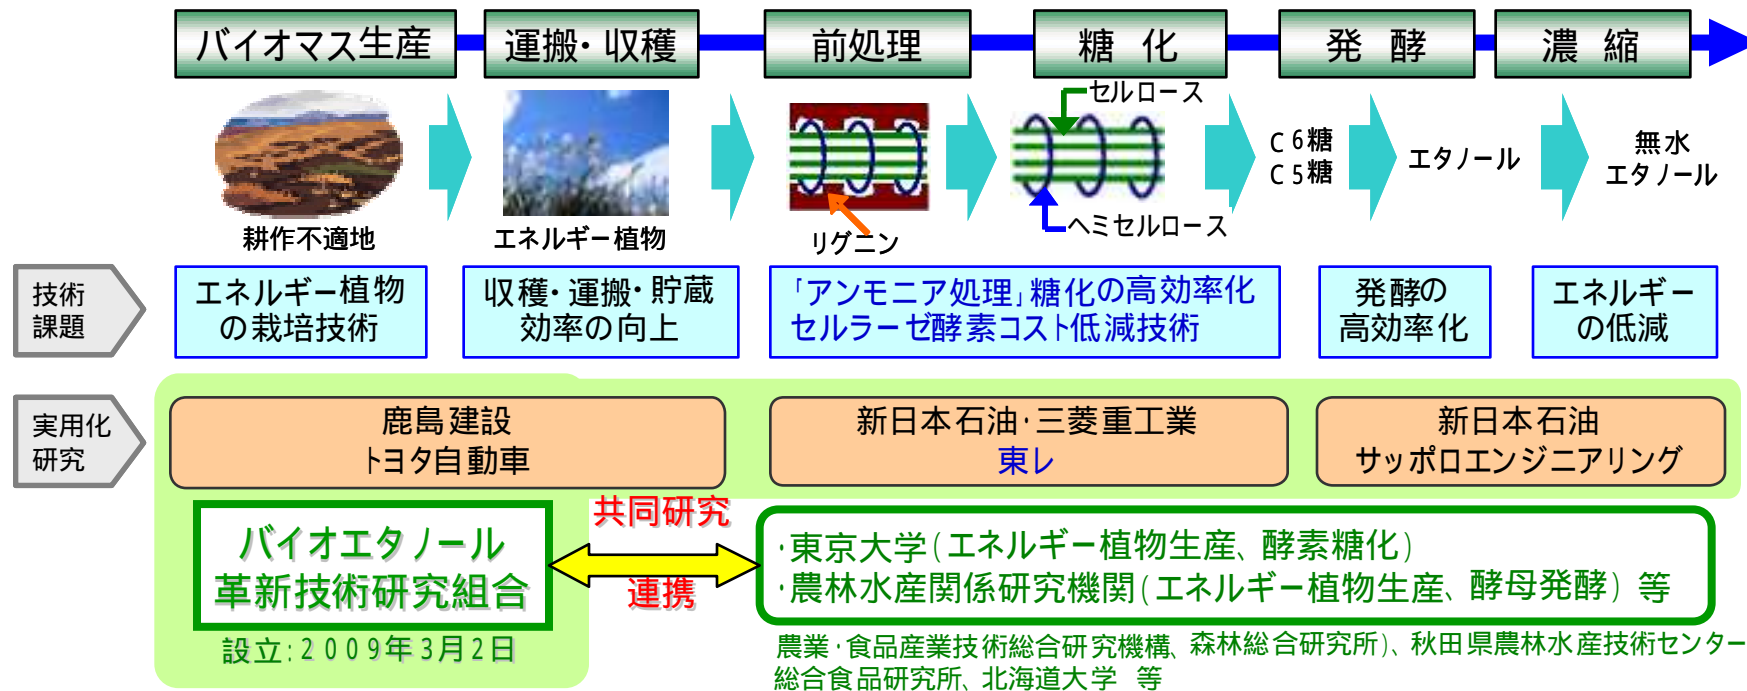 バイオマス生産
運搬・収穫
前処理
糖 化
発 酵
濃 縮
セルロース
C6糖
C5糖
エタノール
無水
エタノール
耕作不適地
エネルギー植物
リグニン
ヘミセルロース
技術
課題
エネルギー植物
の栽培技術
収穫・運搬・貯蔵
効率の向上
「アンモニア処理」糖化の高効率化
セルラーゼ酵素コスト低減技術
発酵の
高効率化
エネルギー
の低減
実用化
研究
鹿島建設
トヨタ自動車
新日本石油・三菱重工業
東レ
新日本石油
サッポロエンジニアリング
バイオエタノール
革新技術研究組合
設立:2009年3月2日
共同研究
連携
・東京大学(エネルギー植物生産、酵素糖化)
・農林水産関係研究機関(エネルギー植物生産、酵母発酵) 等
農業・食品産業技術総合研究機構、森林総合研究所)、秋田県農林水産技術センター
総合食品研究所、北海道大学 等